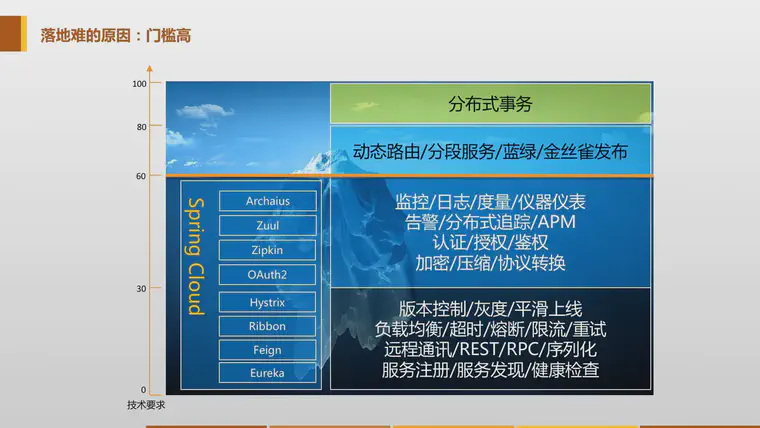 落地难的原因：门槛高
100
80
60
30
0
技术要求
Spring Cloud
Archaius
Zuul
Zipkin
OAuth2
Hystrix
Ribbon
Feign
Eureka
分布式事务
动态路由/分段服务/蓝绿/金丝雀发布
监控/日志/度量/仪器仪表
告警/分布式追踪/APM
认证/授权/鉴权
加密/压缩/协议转换
版本控制/灰度/平滑上线
负载均衡/超时/熔断/限流/重试
远程通讯/REST/RPC/序列化
服务注册/服务发现/健康检查